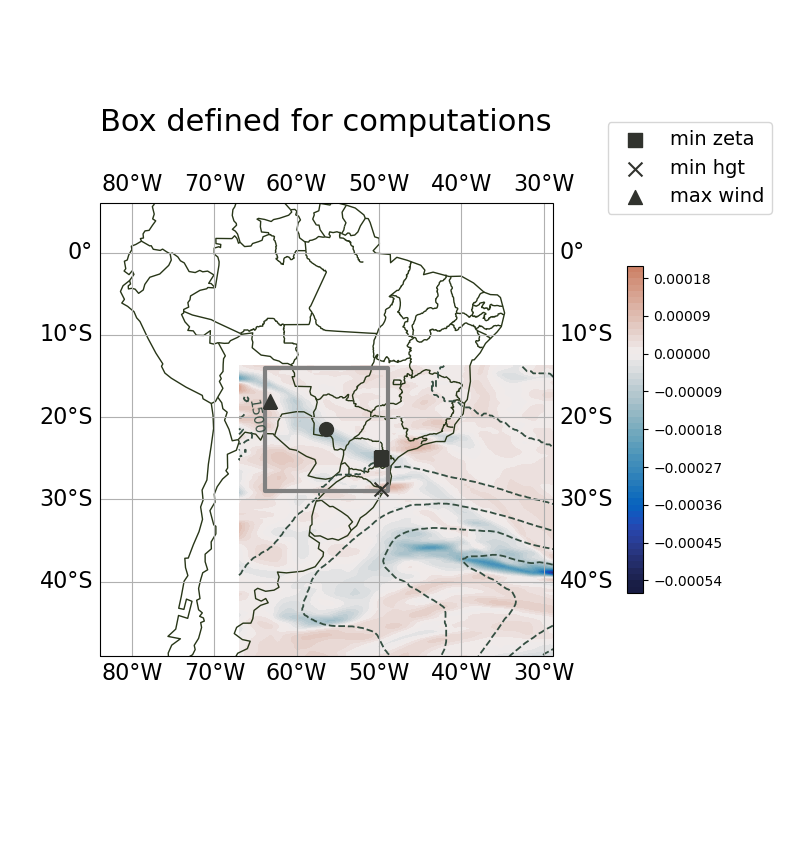 Box defined for computations
min zeta
min hgt
max wind
80°W 70°W 60°W 50°W 40°W 30°W
0° 0°
10°S 10°S
20°S 20°S
30°S 30°S
40°S 40°S
1500
80°W 70°W 60°W 50°W 40°W 30°W
0.00018
0.00009
0.00000
−0.00009
−0.00018
−0.00027
−0.00036
−0.00045
−0.00054